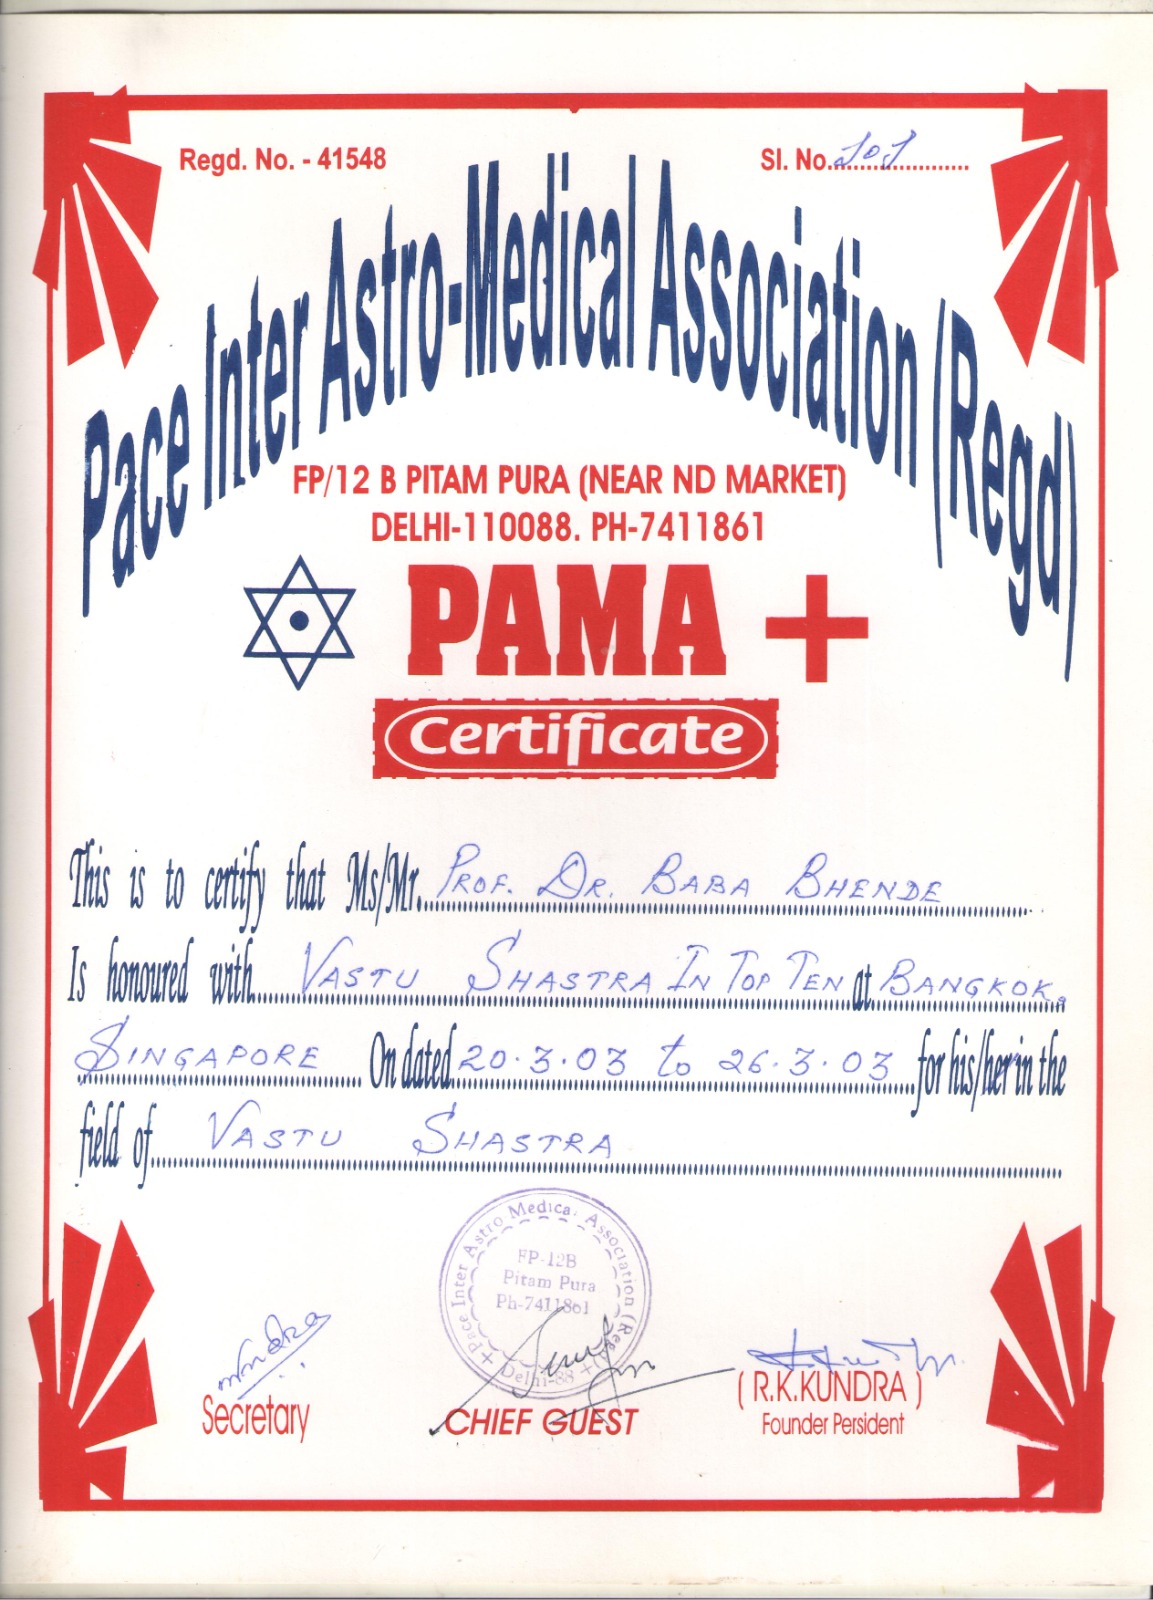 Regd. No. - 41548
Sl. No. 101
Pace Inter Astro-Medical Association (Regd)
FP/12 B PITAM PURA (NEAR ND MARKET)
DELHI-110088. PH-7411861
PAMA +
Certificate
This is to certify that Ms/Mr. PROF. DR. BABA BHENDE
Is honoured with VASTU SHASTRA IN TOP TEN at BANGKOK,
SINGAPORE On dated 20.3.03 to 26.3.03 for his/her in the
field of VASTU SHASTRA
Pace Inter Astro Medical Association (Regd) Delhi-88
FP-12B
Pitam Pura
Ph-7411861
Secretary
CHIEF GUEST
( R.K.KUNDRA )
Founder Persident